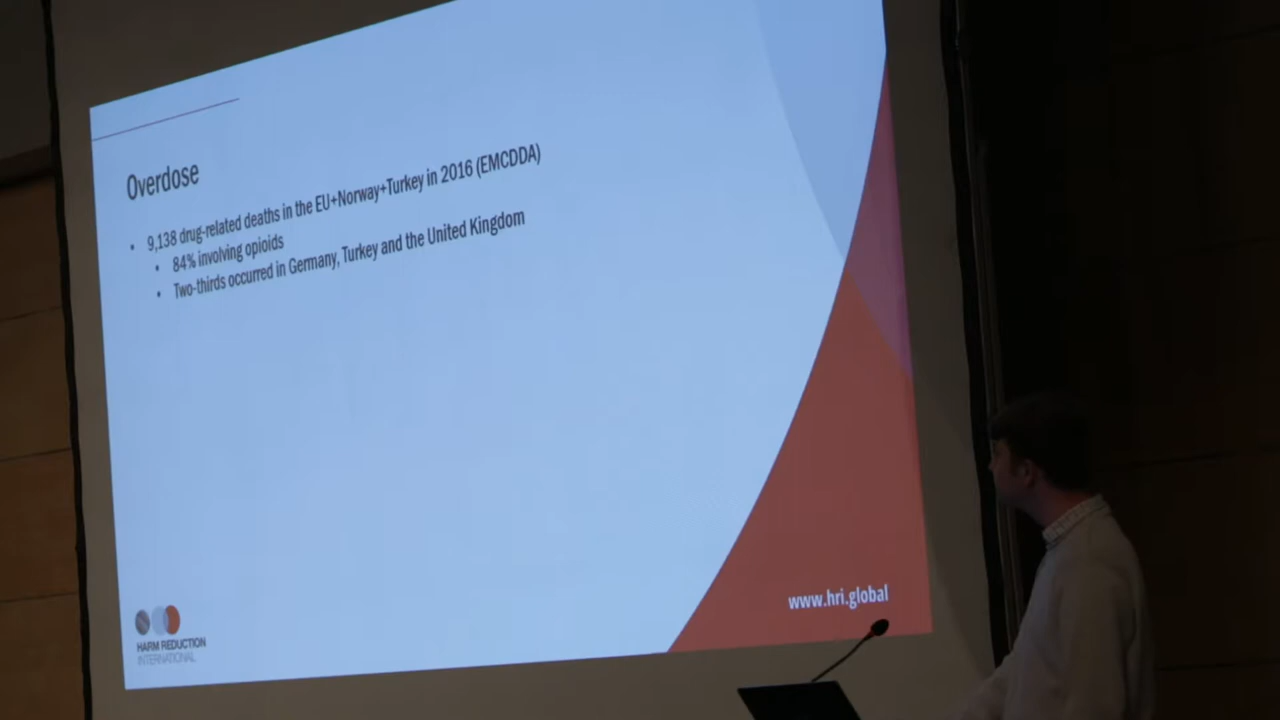 Overdose
• 9,138 drug-related deaths in the EU+Norway+Turkey in 2016 (EMCDDA)
• 84% involving opioids
• Two-thirds occurred in Germany, Turkey and the United Kingdom
www.hri.global
HARM REDUCTION
INTERNATIONAL